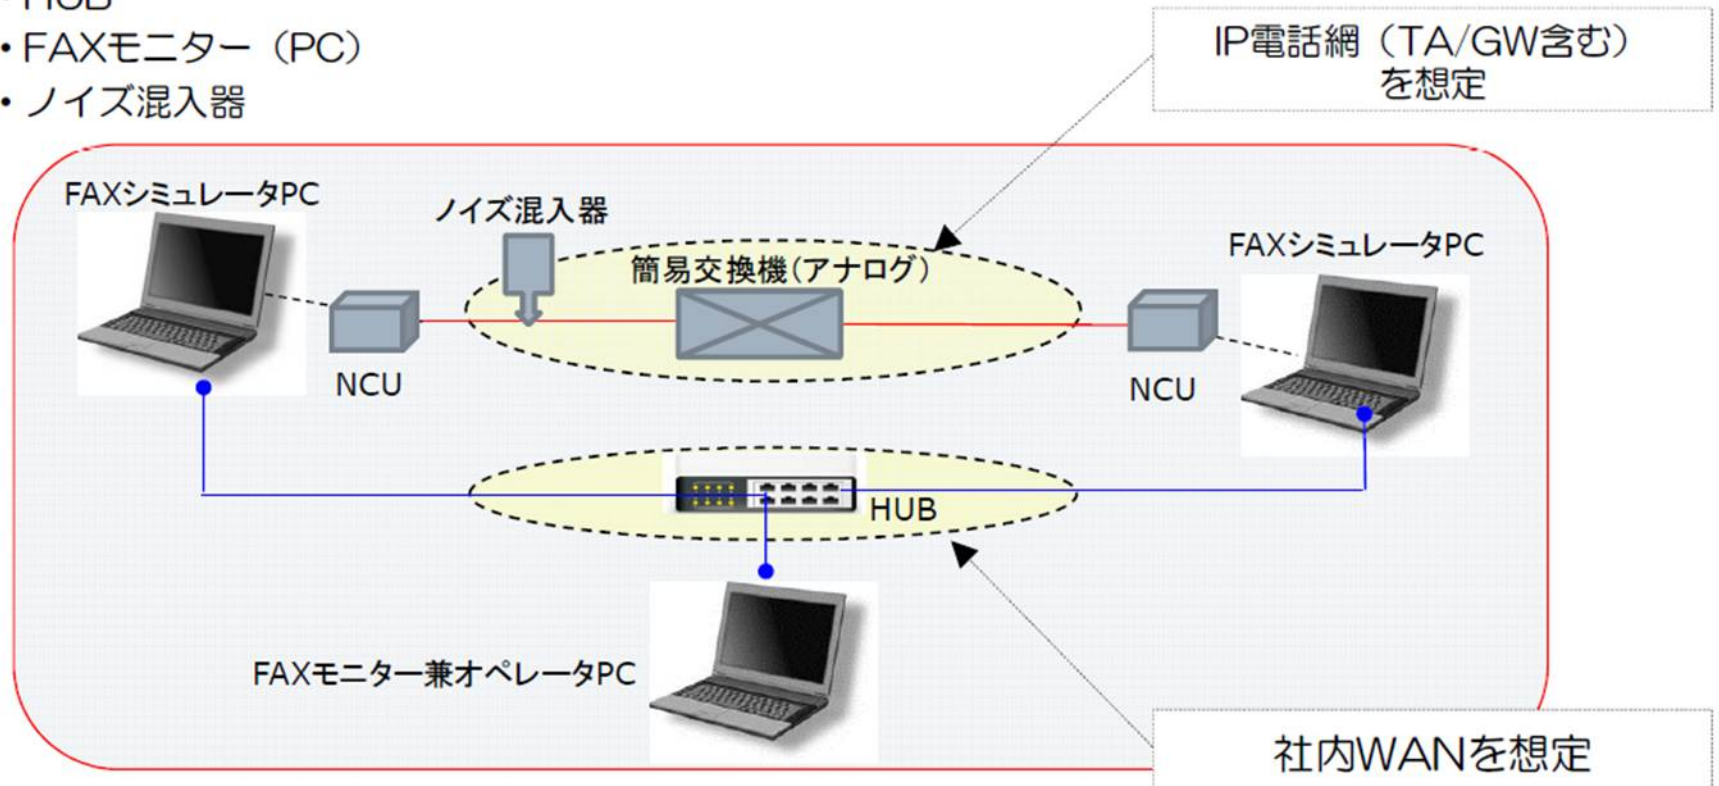 ・FAXモニター（PC）
・ノイズ混入器
IP電話網（TA/GW含む）
を想定
FAXシミュレータPC
ノイズ混入器
簡易交換機(アナログ)
FAXシミュレータPC
NCU
NCU
HUB
FAXモニター兼オペレータPC
社内WANを想定